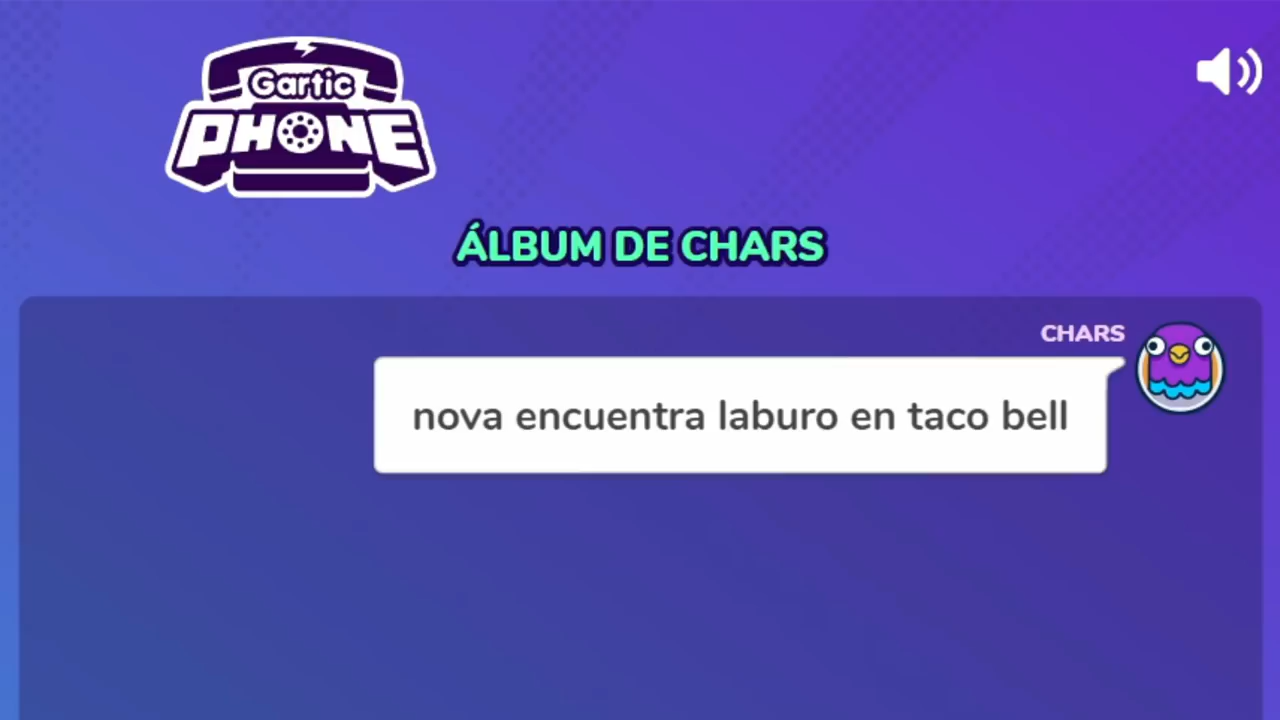 Gartic
PHONE
ÁLBUM DE CHARS
CHARS
nova encuentra laburo en taco bell